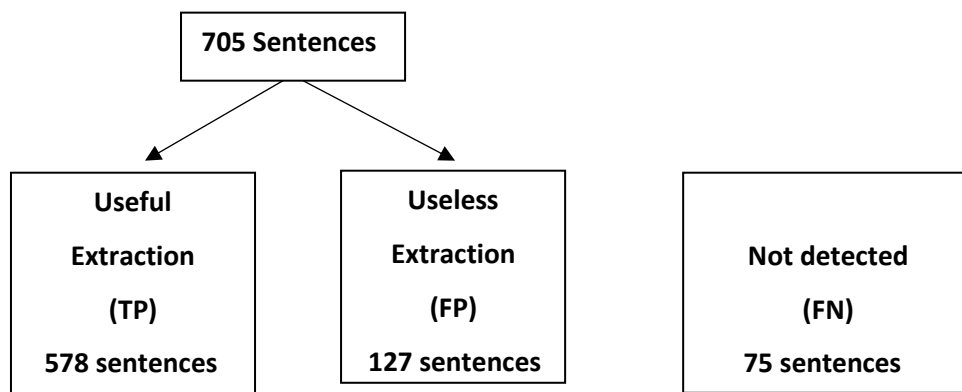 705 Sentences
Useful
Extraction
(TP)
578 sentences
Useless
Extraction
(FP)
127 sentences
Not detected
(FN)
75 sentences